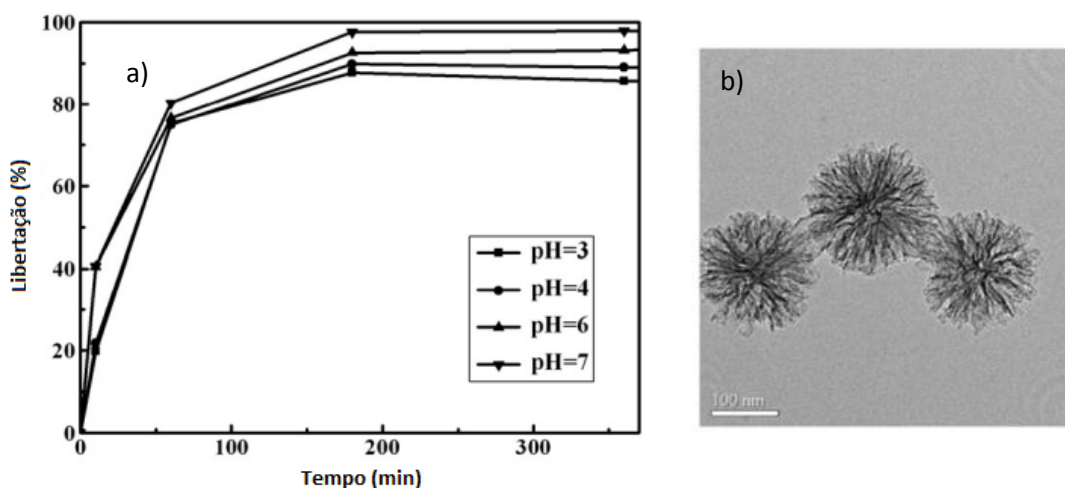 a)
Libertação (%)
100
80
60
40
20
0
0
100
200
300
Tempo (min)
pH=3
pH=4
pH=6
pH=7
b)
100 nm